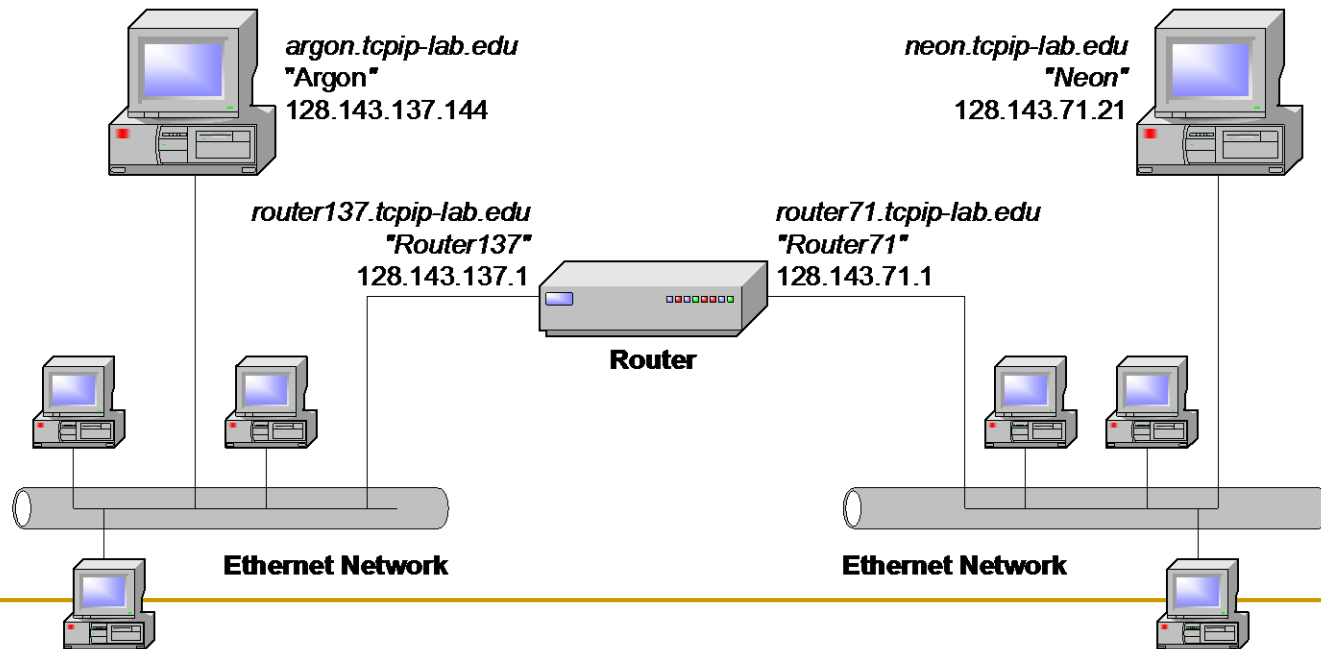 argon.tcpip-lab.edu
"Argon"
128.143.137.144
neon.tcpip-lab.edu
"Neon"
128.143.71.21
router137.tcpip-lab.edu
"Router137"
128.143.137.1
router71.tcpip-lab.edu
"Router71"
128.143.71.1
Router
Ethernet Network
Ethernet Network